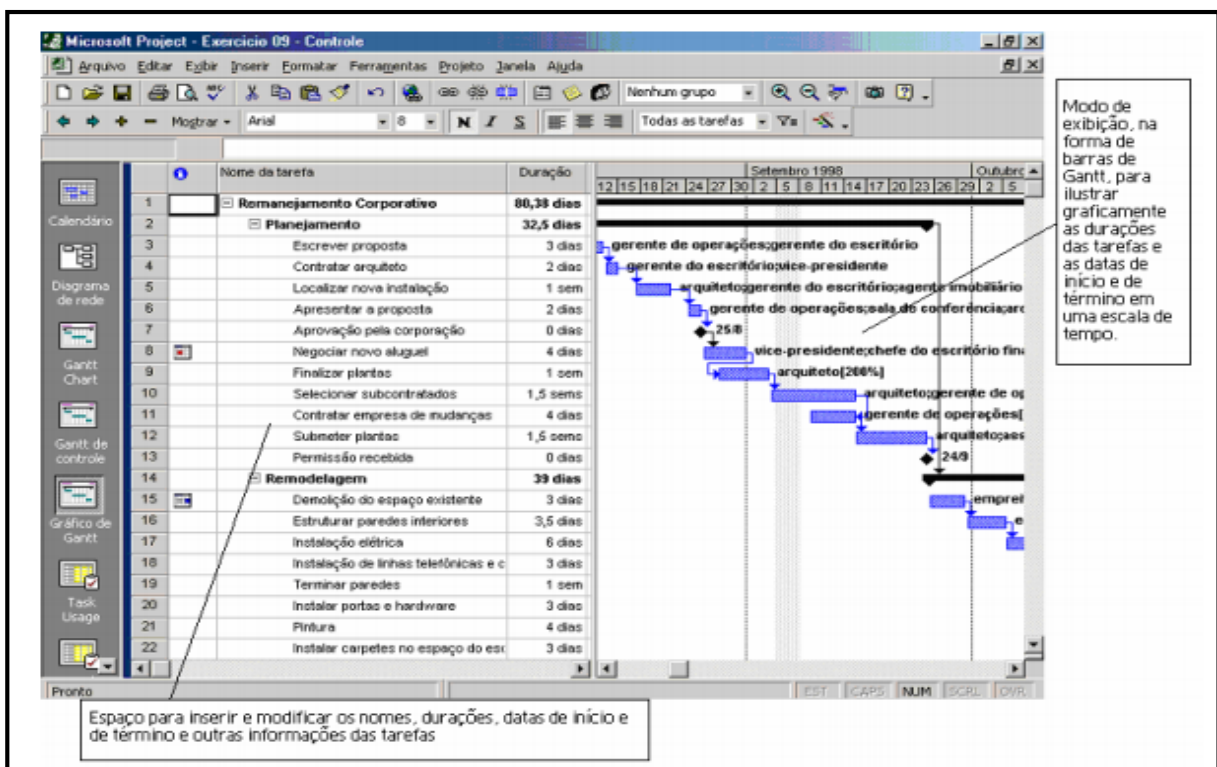 Microsoft Project - Exercicio 09 - Controle
Arquivo Editar Exibir Inserir Formatar Ferramentas Projeto Janela Ajuda
Nenhum grupo
Mostrar Arial 8 N I S Todas as tarefas
Nome da tarefa Duração
Setembro 1998 Outubro
12 15 18 21 24 27 30 2 5 8 11 14 17 20 23 26 29 2 5
Calendário
Diagrama
de rede
Gantt
Chart
Gantt de
controle
Gráfico de
Gantt
Task
Usage
1 Remanejamento Corporativo 80,38 dias
2 Planejamento 32,5 dias
3 Escrever proposta 3 dias gerente de operações;gerente do escritório
4 Contratar arquiteto 2 dias gerente do escritório;vice-presidente
5 Localizar nova instalação 1 sem arquiteto;gerente do escritório;agente imobiliário
6 Apresentar a proposta 2 dias gerente de operações;sala de conferência;arc
7 Aprovação pela corporação 0 dias 25/8
8 Negociar novo aluguel 4 dias vice-presidente;chefe do escritório fina
9 Finalizar plantas 1 sem arquiteto[200%]
10 Selecionar subcontratados 1,5 sems arquiteto;gerente de op
11 Contratar empresa de mudanças 4 dias gerente de operações[
12 Submeter plantas 1,5 sems arquiteto;aes
13 Permissão recebida 0 dias 24/9
14 Remodelagem 39 dias
15 Demolição do espaço existente 3 dias empreit
16 Estruturar paredes interiores 3,5 dias e
17 Instalação elétrica 6 dias
18 Instalação de linhas telefônicas e c 3 dias
19 Terminar paredes 1 sem
20 Instalar portas e hardware 3 dias
21 Pintura 4 dias
22 Instalar carpetes no espaço do esc 3 dias
Pronto EST CAPS NUM SCRL OVR
Modo de
exibição, na
forma de
barras de
Gantt, para
ilustrar
graficamente
as durações
das tarefas e
as datas de
início e de
término em
uma escala de
tempo.
Espaço para inserir e modificar os nomes, durações, datas de início e
de término e outras informações das tarefas